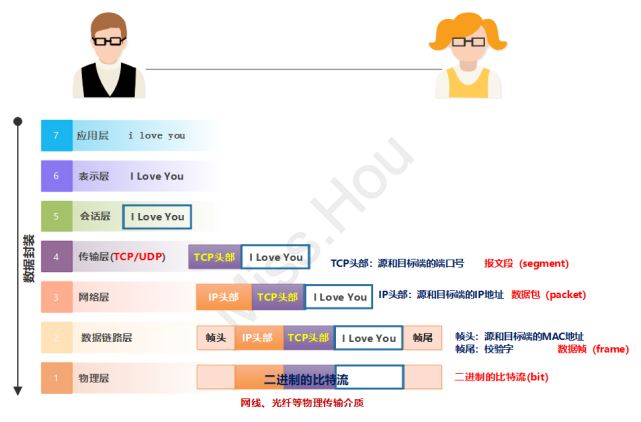 7 应用层 i love you
6 表示层 I Love You
5 会话层 I Love You
4 传输层(TCP/UDP) TCP头部 I Love You
TCP头部：源和目标端的端口号 报文段 (segment)
3 网络层 IP头部 TCP头部 I Love You
IP头部：源和目标端的IP地址 数据包 (packet)
2 数据链路层 帧头 IP头部 TCP头部 I Love You 帧尾
帧头：源和目标端的MAC地址
帧尾：校验字 数据帧 (frame)
1 物理层 二进制的比特流
二进制的比特流(bit)
网线、光纤等物理传输介质
数据封装
Miss.Hou